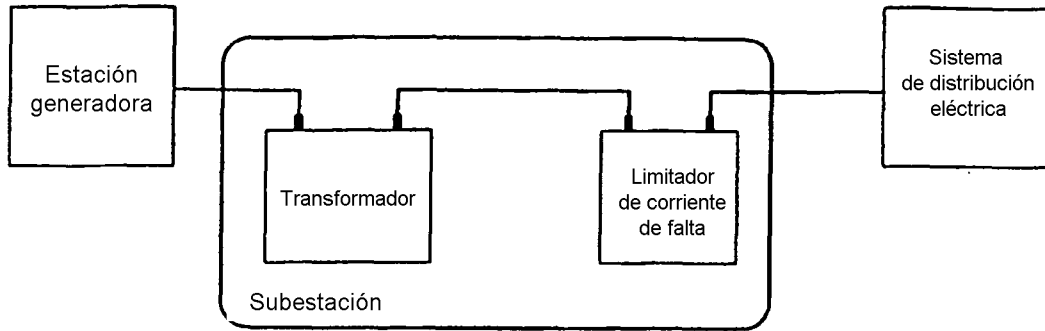 Estación
generadora
Sistema
de distribución
eléctrica
Transformador
Limitador
de corriente
de falta
Subestación